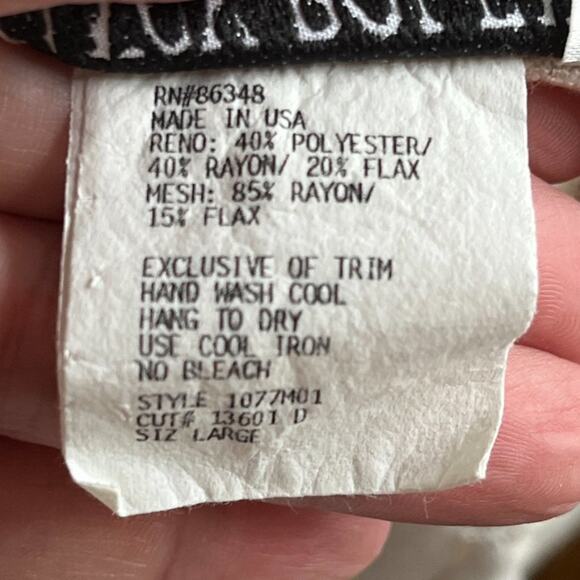 RN#86348
MADE IN USA
RENO: 40% POLYESTER/
40% RAYON/ 20% FLAX
MESH: 85% RAYON/
15% FLAX
EXCLUSIVE OF TRIM
HAND WASH COOL
HANG TO DRY
USE COOL IRON
NO BLEACH
STYLE 1077M01
CUT# 13601 D
SIZ LARGE